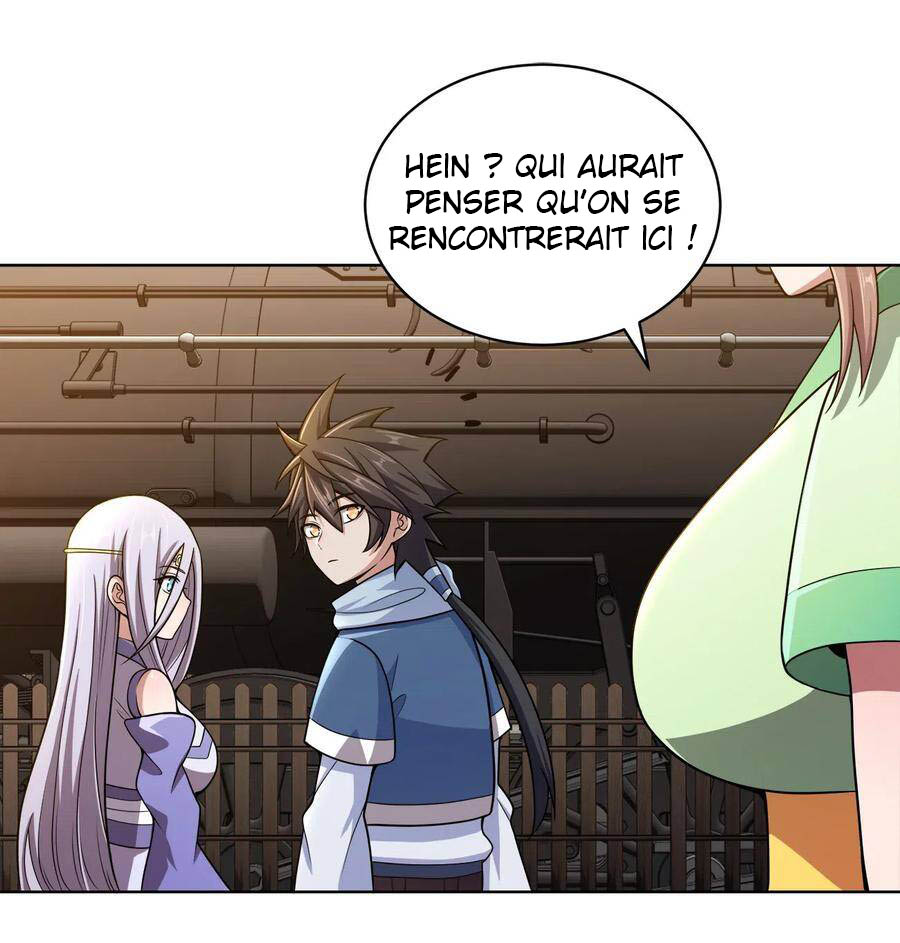 HEIN ? QUI AURAIT
PENSER QU'ON SE
RENCONTRERAIT ICI !